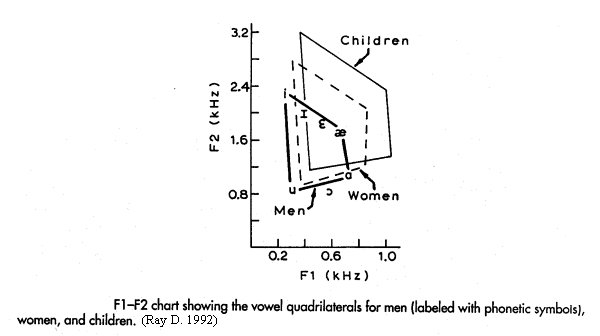 3.2
Children
2.4
F2 (kHz)
i
I
ɛ
æ
1.6
a
0.8
u
ɔ
Women
Men
0.2
0.6
1.0
F1 (kHz)
F1–F2 chart showing the vowel quadrilaterals for men (labeled with phonetic symbols),
women, and children. (Ray D. 1992)